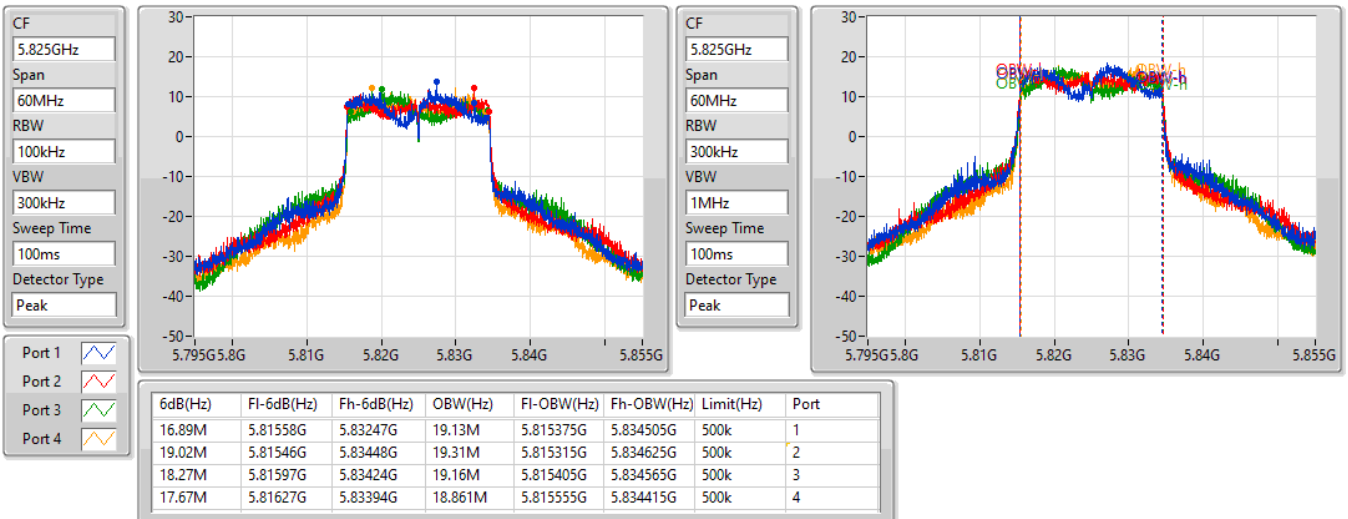 CF
5.825GHz
Span
60MHz
RBW
100kHz
VBW
300kHz
Sweep Time
100ms
Detector Type
Peak
30
20
10
0
-10
-20
-30
-40
-50
5.795G 5.8G 5.81G 5.82G 5.83G 5.84G 5.855G
CF
5.825GHz
Span
60MHz
RBW
300kHz
VBW
1MHz
Sweep Time
100ms
Detector Type
Peak
30
20
10
0
-10
-20
-30
-40
-50
OBW-h
5.795G 5.8G 5.81G 5.82G 5.83G 5.84G 5.855G
Port 1
Port 2
Port 3
Port 4
6dB(Hz) Fl-6dB(Hz) Fh-6dB(Hz) OBW(Hz) Fl-OBW(Hz) Fh-OBW(Hz) Limit(Hz) Port
16.89M 5.81558G 5.83247G 19.13M 5.815375G 5.834505G 500k 1
19.02M 5.81546G 5.83448G 19.31M 5.815315G 5.834625G 500k 2
18.27M 5.81597G 5.83424G 19.16M 5.815405G 5.834565G 500k 3
17.67M 5.81627G 5.83394G 18.861M 5.815555G 5.834415G 500k 4